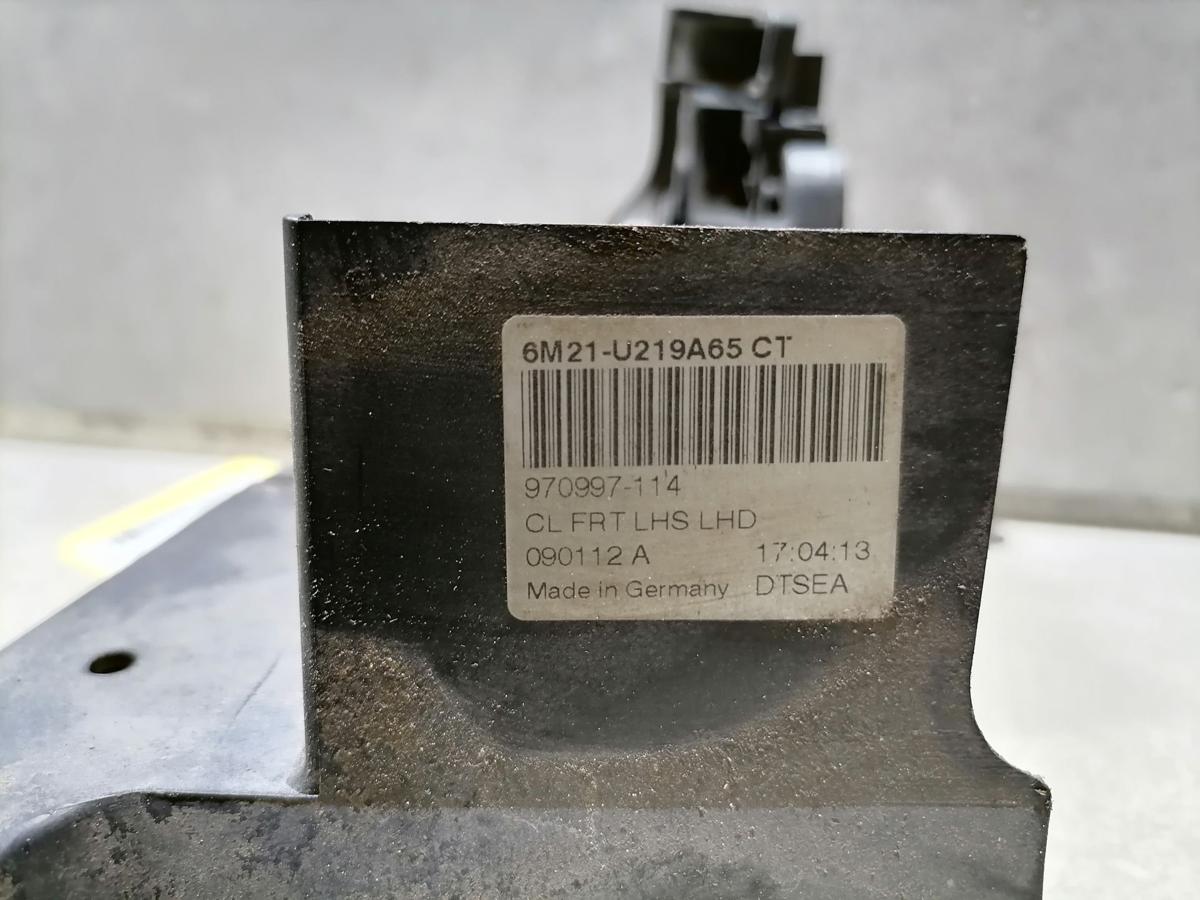 6M21-U219A65 CT
970997-114
CL FRT LHS LHD
090112 A 17:04:13
Made in Germany DTSEA